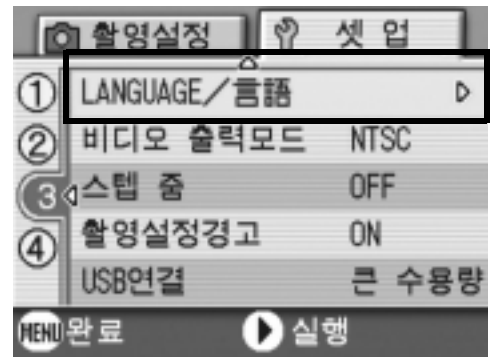 촬영설정 셋 업
① LANGUAGE/言語
② 비디오 출력모드 NTSC
3 스텝 줌 OFF
④ 촬영설정경고 ON
USB연결 큰 수용량
MENU 완료 실행